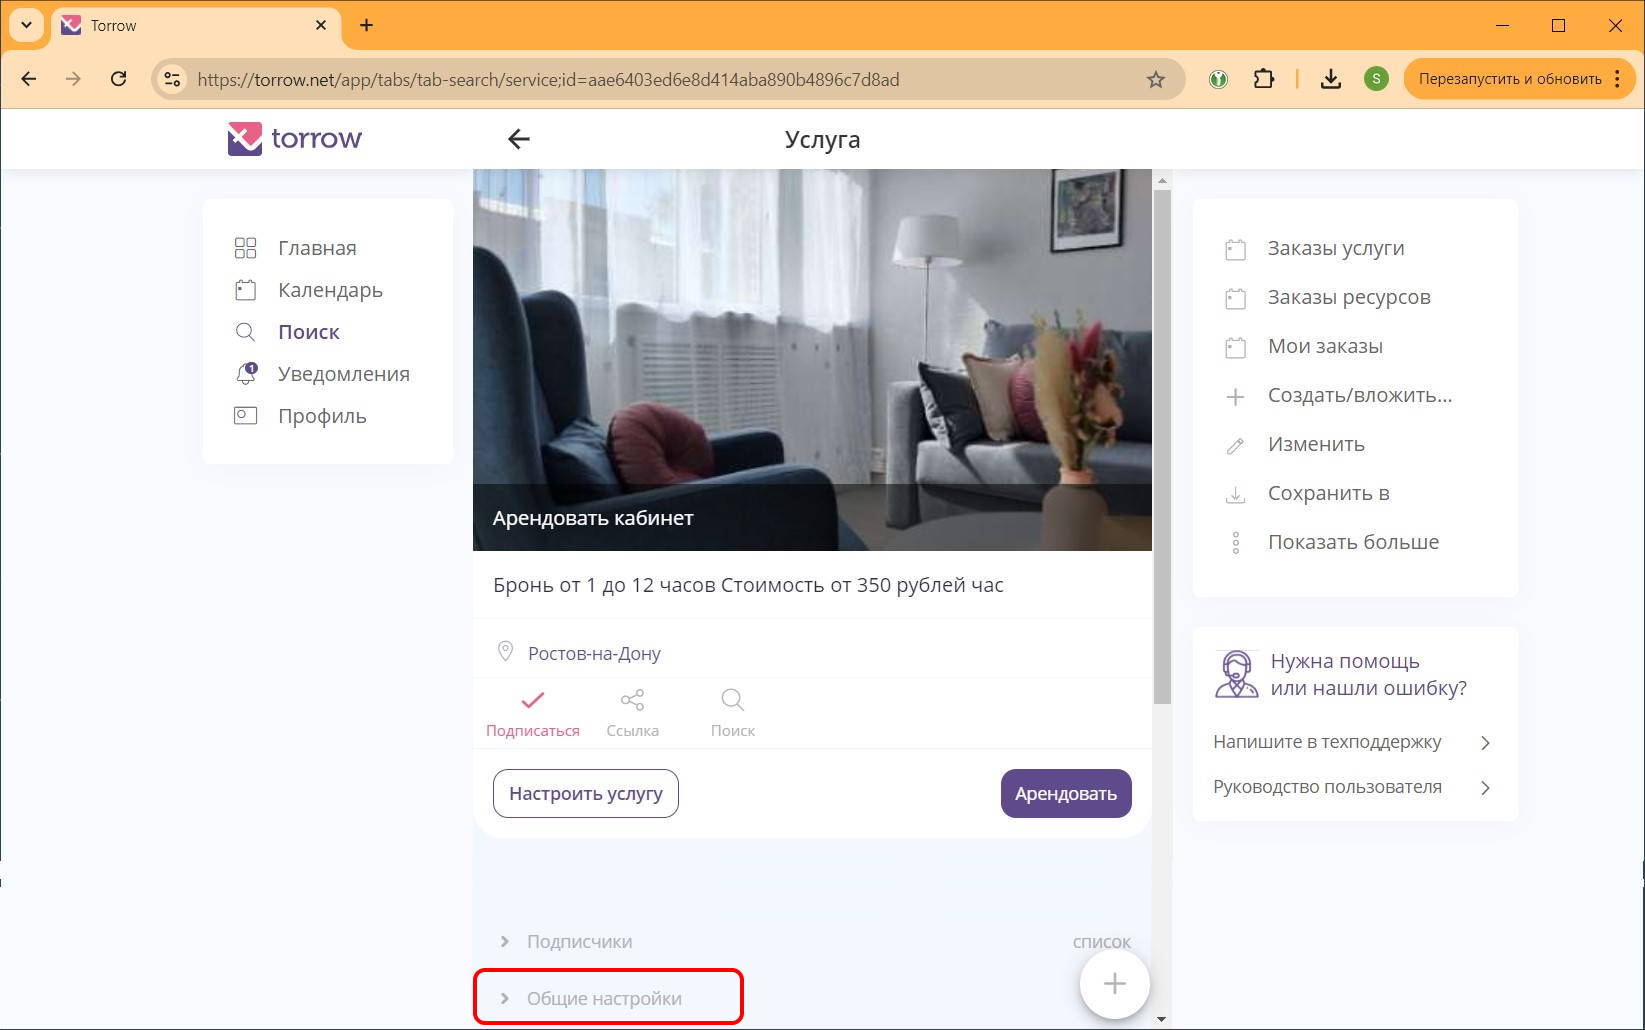 Torrow
https://torrow.net/app/tabs/tab-search/service;id=aae6403ed6e8d414aba890b4896c7d8ad
S
Перезапустить и обновить
torrow
Услуга
Главная
Календарь
Поиск
1
Уведомления
Профиль
Арендовать кабинет
Бронь от 1 до 12 часов Стоимость от 350 рублей час
Ростов-на-Дону
Подписаться
Ссылка
Поиск
Настроить услугу
Арендовать
Подписчики
список
Общие настройки
Заказы услуги
Заказы ресурсов
Мои заказы
Создать/вложить...
Изменить
Сохранить в
Показать больше
Нужна помощь
или нашли ошибку?
Напишите в техподдержку
Руководство пользователя